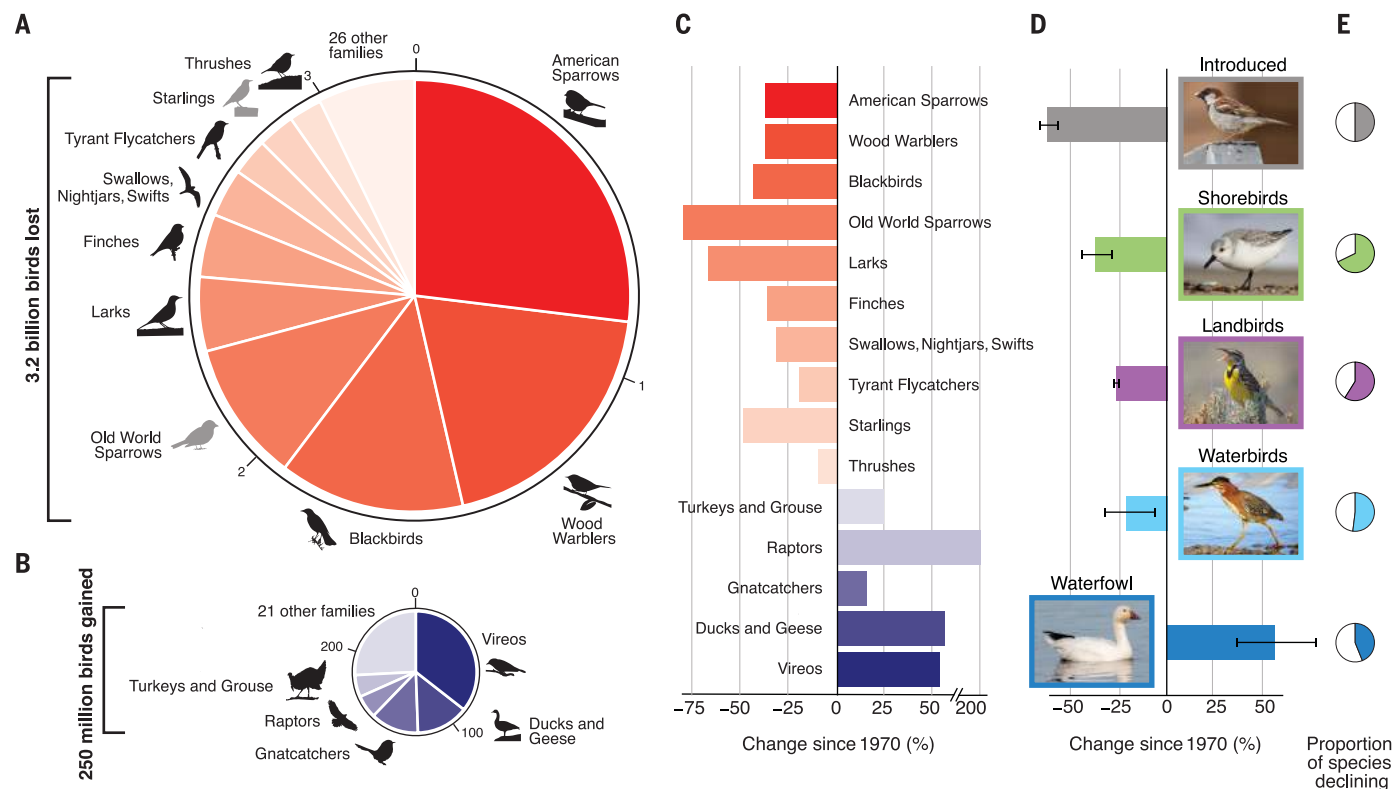 A
3.2 billion birds lost
26 other
families
0
American
Sparrows
Thrushes
3
Starlings
Tyrant Flycatchers
Swallows,
Nightjars, Swifts
Finches
Larks
1
Old World
Sparrows
2
Blackbirds
Wood
Warblers
B
250 million birds gained
0
21 other families
200
Vireos
Turkeys and Grouse
Raptors
100
Ducks and
Geese
Gnatcatchers
C
American Sparrows
Wood Warblers
Blackbirds
Old World Sparrows
Larks
Finches
Swallows, Nightjars, Swifts
Tyrant Flycatchers
Starlings
Thrushes
Turkeys and Grouse
Raptors
Gnatcatchers
Ducks and Geese
Vireos
−75 −50 −25 0 25 50 200
Change since 1970 (%)
D
Introduced
Shorebirds
Landbirds
Waterbirds
Waterfowl
−50 −25 0 25 50
Change since 1970 (%)
E
Proportion
of species
declining